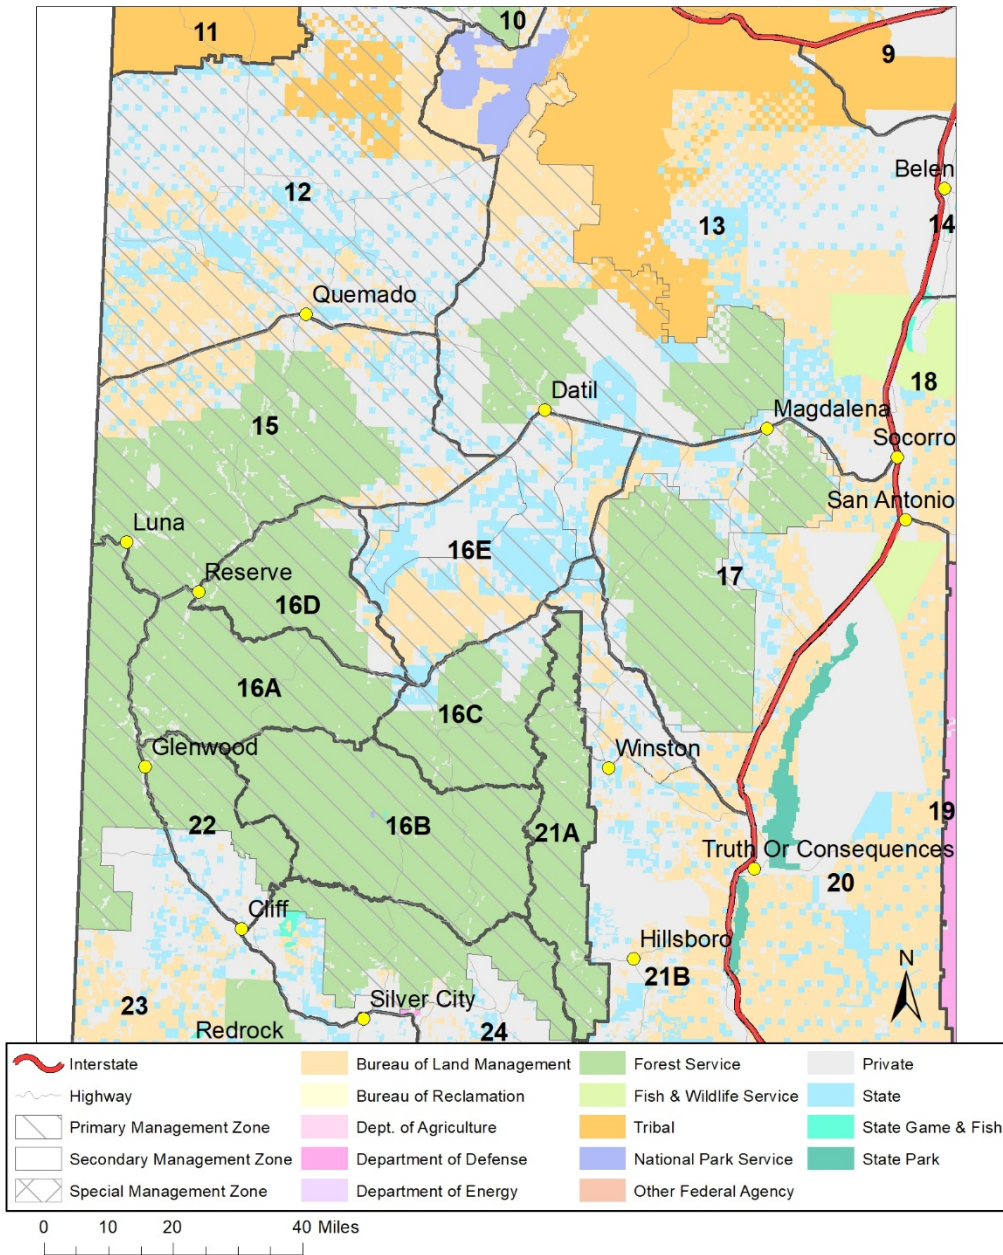 11
10
9
Belen
12
13
14
Quemado
Datil
18
15
Magdalena
Socorro
San Antonio
Luna
16E
17
Reserve
16D
16A
16C
Glenwood
Winston
19
22
16B
21A
Truth Or Consequences
20
Cliff
Hillsboro
N
21B
23
Silver City
Redrock
24
Interstate
Highway
Primary Management Zone
Secondary Management Zone
Special Management Zone
Bureau of Land Management
Bureau of Reclamation
Dept. of Agriculture
Department of Defense
Department of Energy
Forest Service
Fish & Wildlife Service
Tribal
National Park Service
Other Federal Agency
Private
State
State Game & Fish
State Park
0 10 20 40 Miles